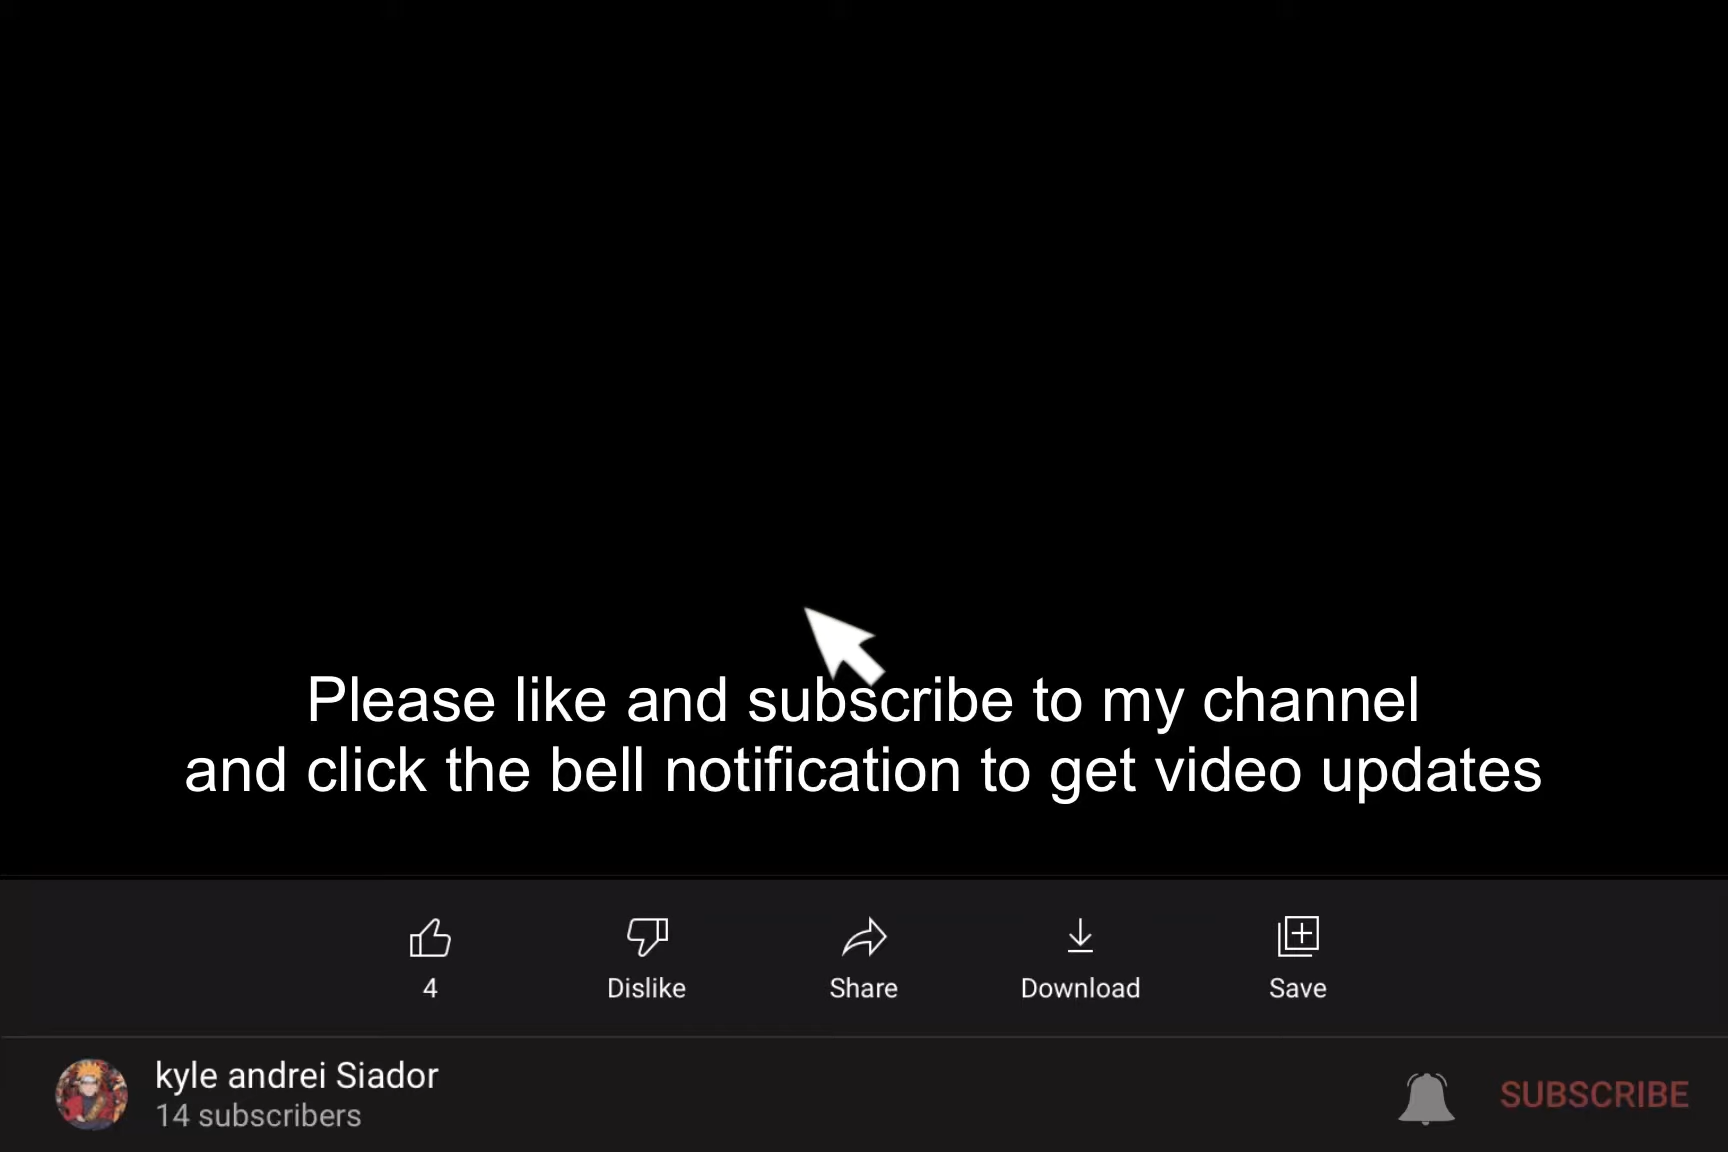 Please like and subscribe to my channel
and click the bell notification to get video updates
4
Dislike
Share
Download
Save
kyle andrei Siador
14 subscribers
SUBSCRIBE